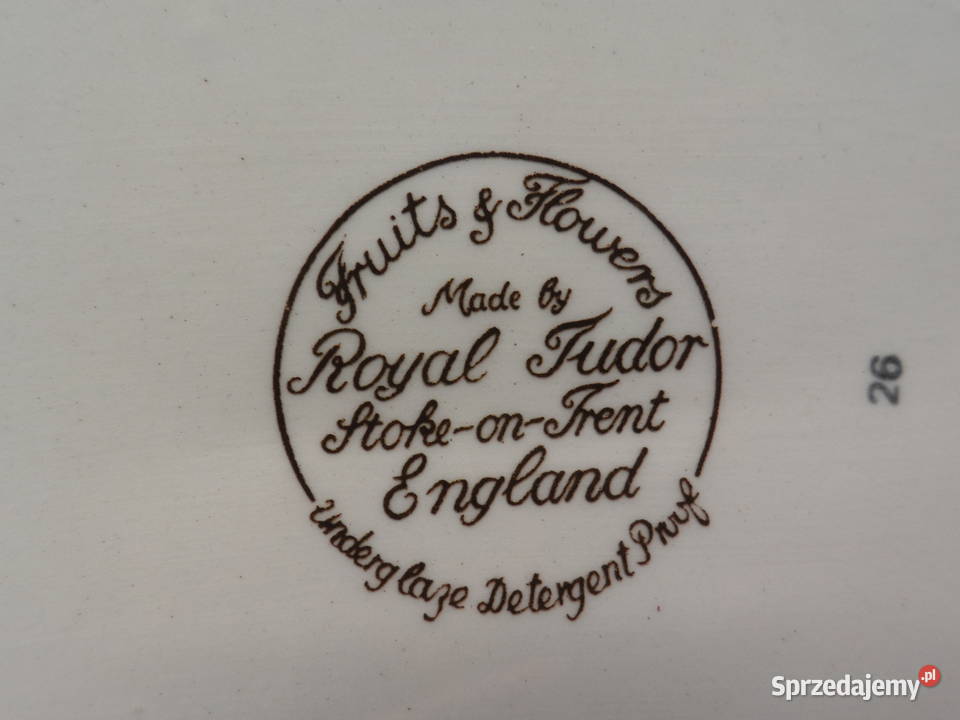 Fruits & Flowers
Made by
Royal Tudor
Stoke-on-Trent
England
Underglaze Detergent Proof
26
Sprzedajemy.pl